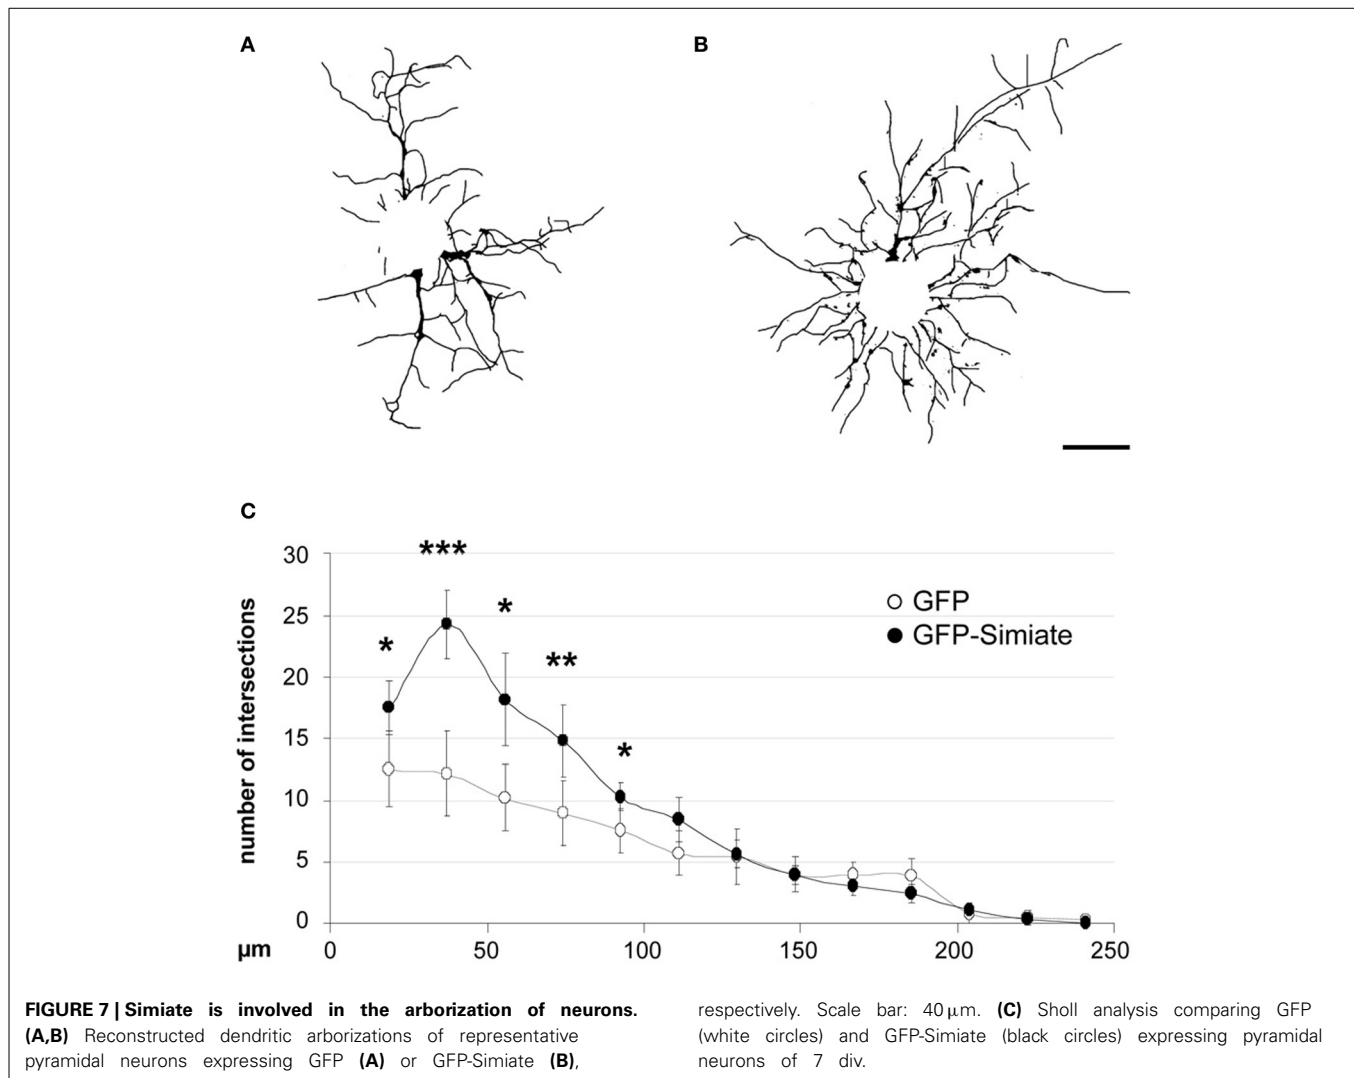 A
B
C
30
25
20
15
10
5
0
number of intersections
***
*
*
**
*
GFP
GFP-Simiate
µm
0
50
100
150
200
250
FIGURE 7 | Simiate is involved in the arborization of neurons.
(A,B) Reconstructed dendritic arborizations of representative
pyramidal neurons expressing GFP (A) or GFP-Simiate (B),
respectively. Scale bar: 40 µm. (C) Sholl analysis comparing GFP
(white circles) and GFP-Simiate (black circles) expressing pyramidal
neurons of 7 div.